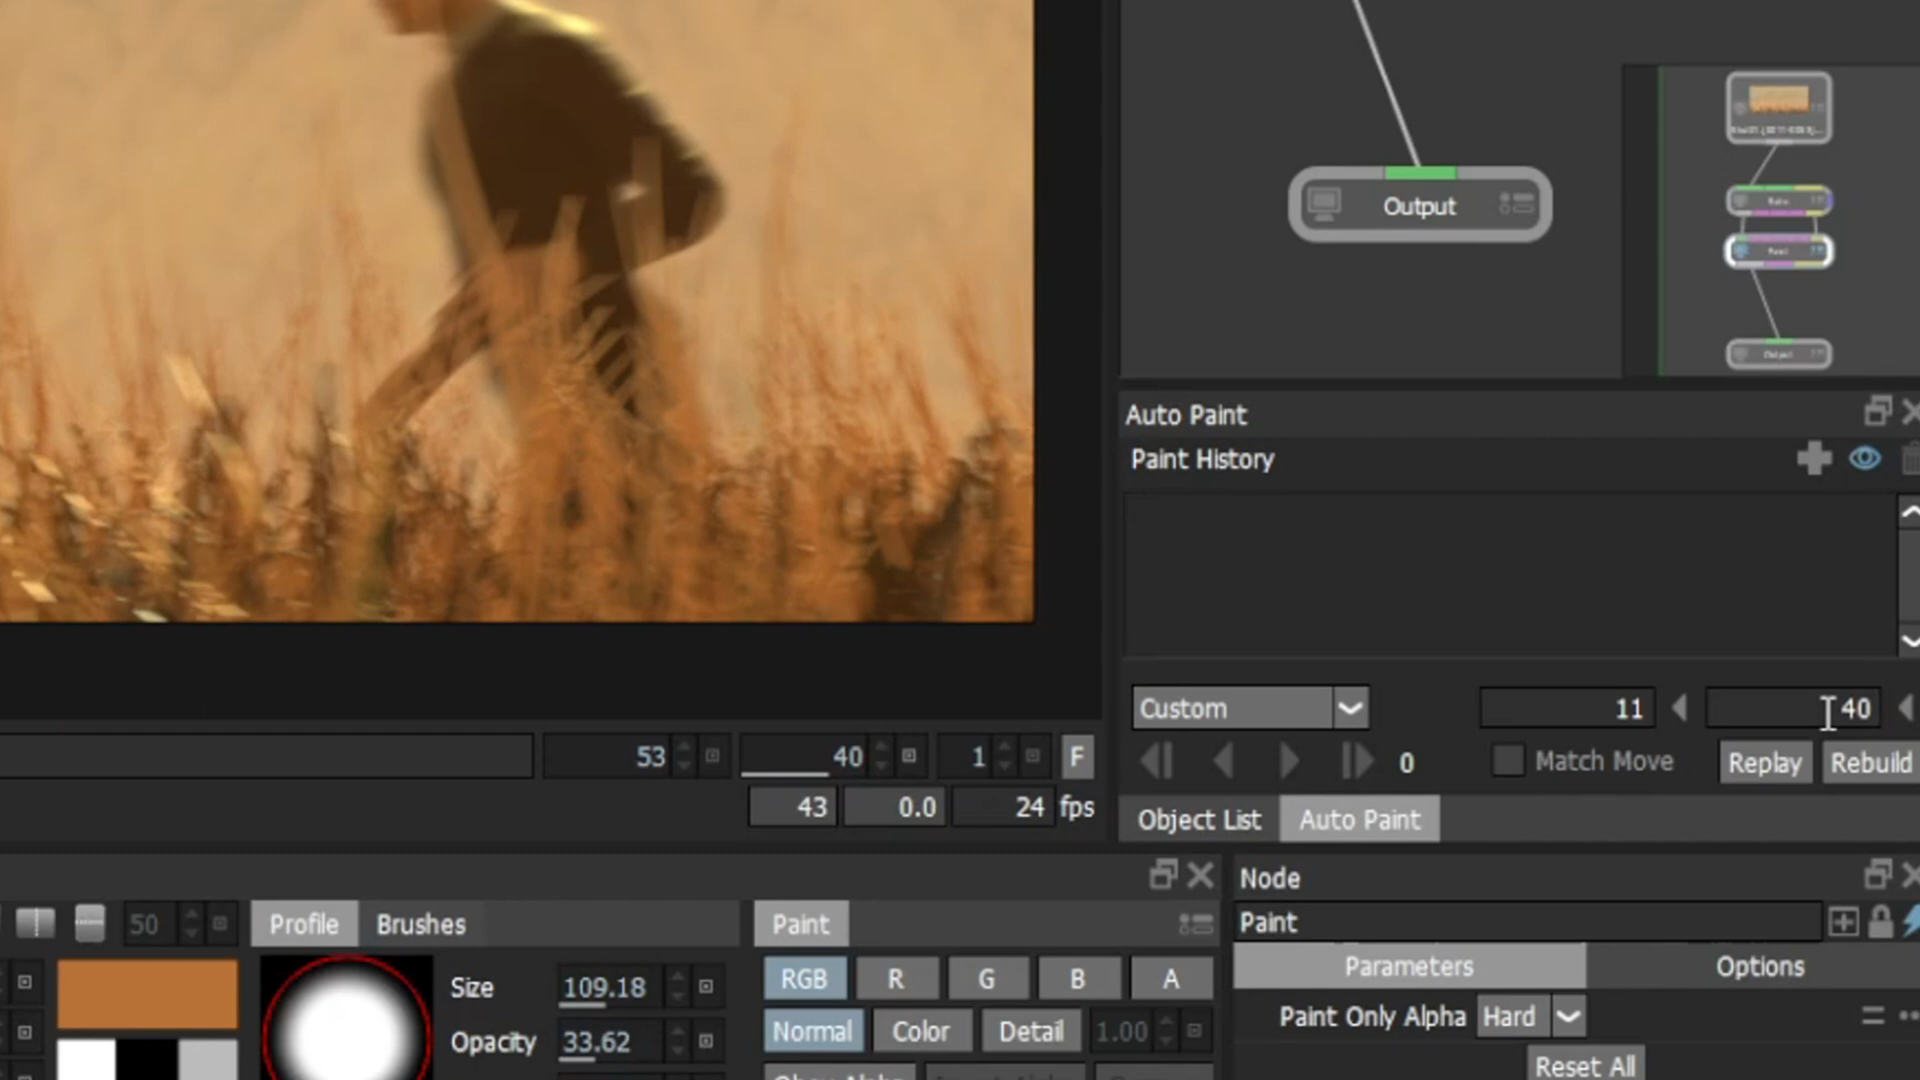 Output
Auto Paint
Paint History
Custom 11 40
0 Match Move Replay Rebuild
Object List Auto Paint
53 40 1 F
43 0.0 24 fps
50 Profile Brushes
Size 109.18
Opacity 33.62
Paint
RGB R G B A
Normal Color Detail 1.00
Node
Paint
Parameters Options
Paint Only Alpha Hard
Reset All